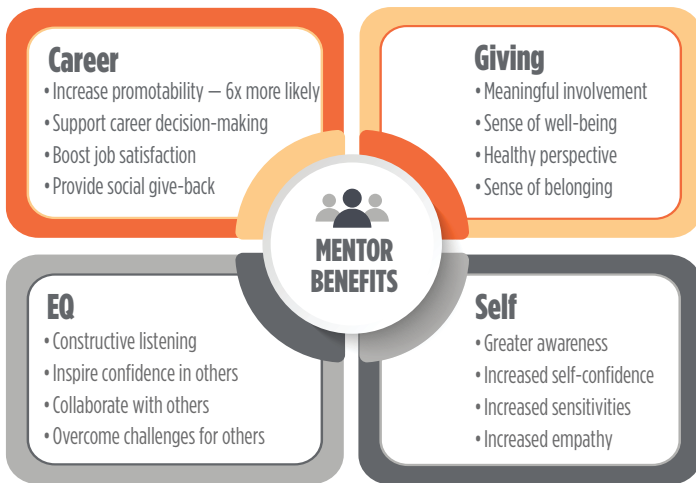 Career
• Increase promotability – 6x more likely
• Support career decision-making
• Boost job satisfaction
• Provide social give-back
Giving
• Meaningful involvement
• Sense of well-being
• Healthy perspective
• Sense of belonging
MENTOR
BENEFITS
EQ
• Constructive listening
• Inspire confidence in others
• Collaborate with others
• Overcome challenges for others
Self
• Greater awareness
• Increased self-confidence
• Increased sensitivities
• Increased empathy